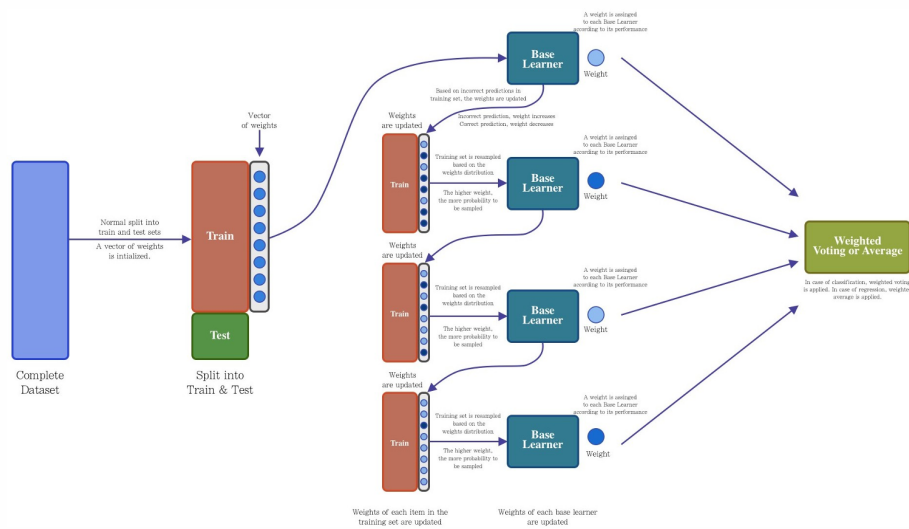 Complete
Dataset
Normal split into
train and test sets
A vector of weights
is intialized.
Vector
of weights
Train
Test
Split into
Train & Test
Base
Learner
A weight is assinged
to each Base Learner
according to its performance
Weight
Based on incorrect predictions in
training set, the weights are updated
Incorrect prediction, weight increases
Correct prediction, weight decreases
Weights
are updated
Train
Training set is resampled
based on the
weights distribution
The higher weight,
the more probability to
be sampled
Base
Learner
A weight is assinged
to each Base Learner
according to its performance
Weight
Weights
are updated
Train
Training set is resampled
based on the
weights distribution
The higher weight,
the more probability to
be sampled
Base
Learner
A weight is assinged
to each Base Learner
according to its performance
Weight
Weights
are updated
Train
Training set is resampled
based on the
weights distribution
The higher weight,
the more probability to
be sampled
Base
Learner
A weight is assinged
to each Base Learner
according to its performance
Weight
Weights of each item in the
training set are updated
Weights of each base learner
are updated
Weighted
Voting or Average
In case of classification, weighted voting
is applied. In case of regression, weighted
average is applied.